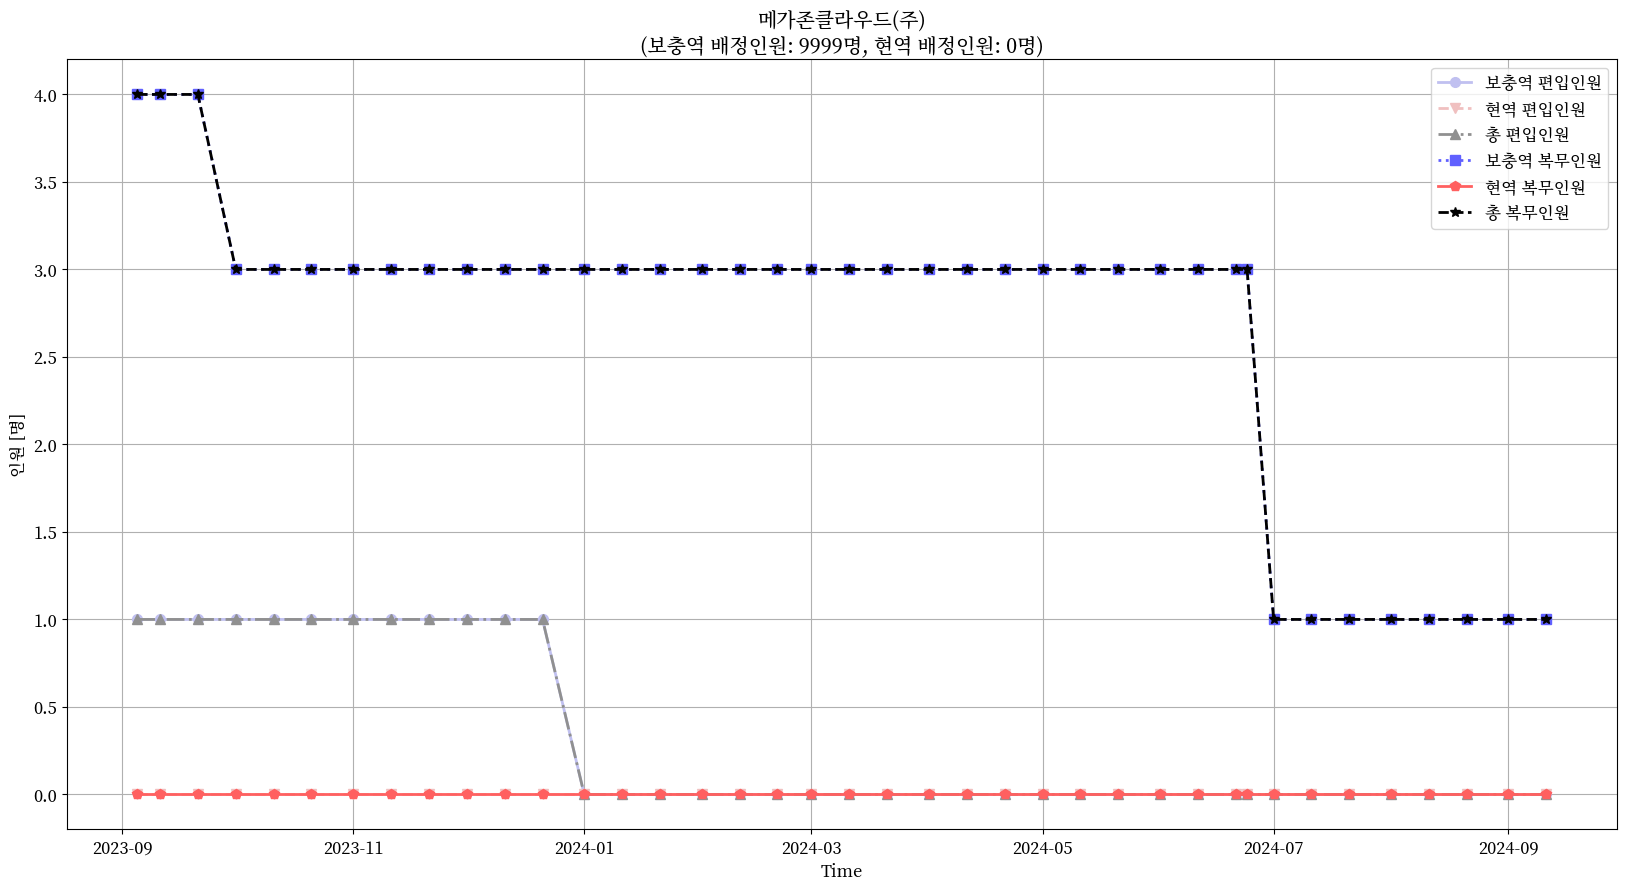 메가존클라우드(주)
(보충역 배정인원: 9999명, 현역 배정인원: 0명)
보충역 편입인원
현역 편입인원
총 편입인원
보충역 복무인원
현역 복무인원
총 복무인원
인원 [명]
4.0
3.5
3.0
2.5
2.0
1.5
1.0
0.5
0.0
2023-09
2023-11
2024-01
2024-03
2024-05
2024-07
2024-09
Time